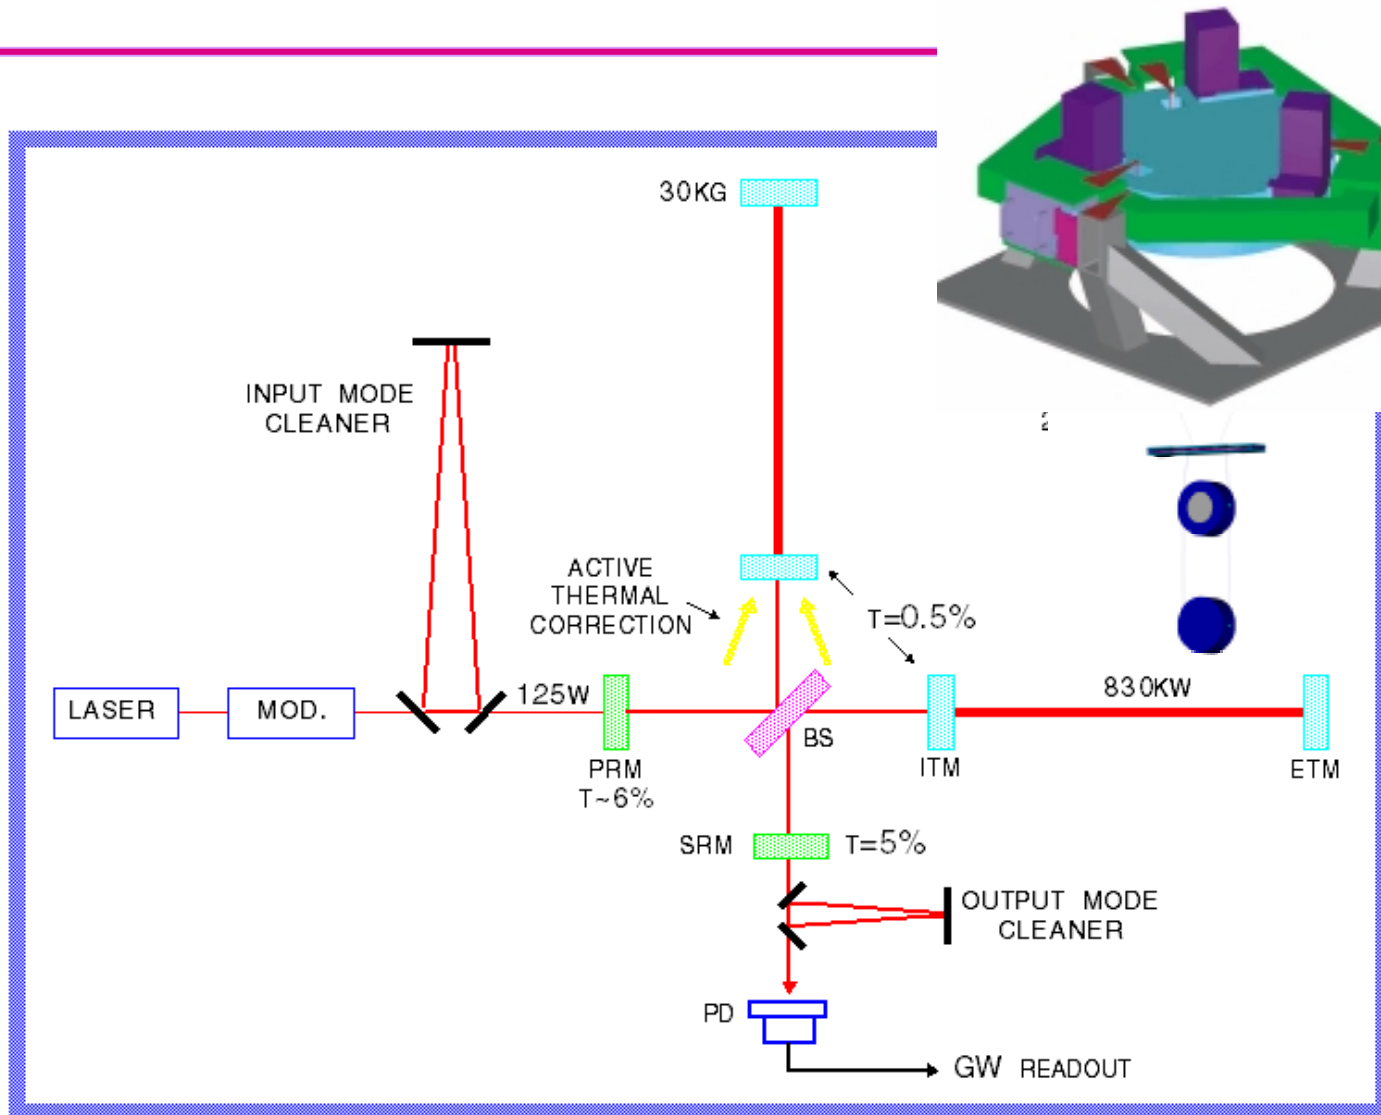 30KG
INPUT MODE
CLEANER
ACTIVE
THERMAL
CORRECTION
T=0.5%
LASER
MOD.
125W
830KW
BS
PRM
T~6%
ITM
ETM
SRM
T=5%
OUTPUT MODE
CLEANER
PD
GW READOUT